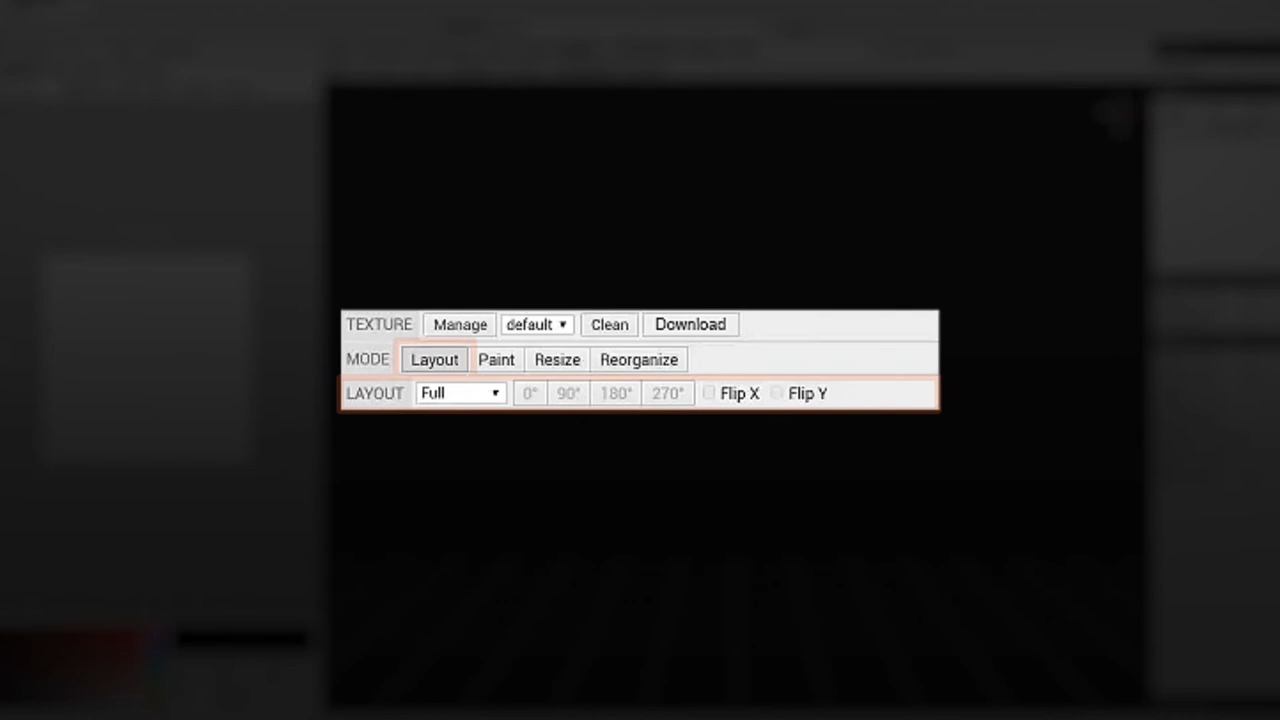 TEXTURE Manage default Clean Download
MODE Layout Paint Resize Reorganize
LAYOUT Full 0° 90° 180° 270° Flip X Flip Y